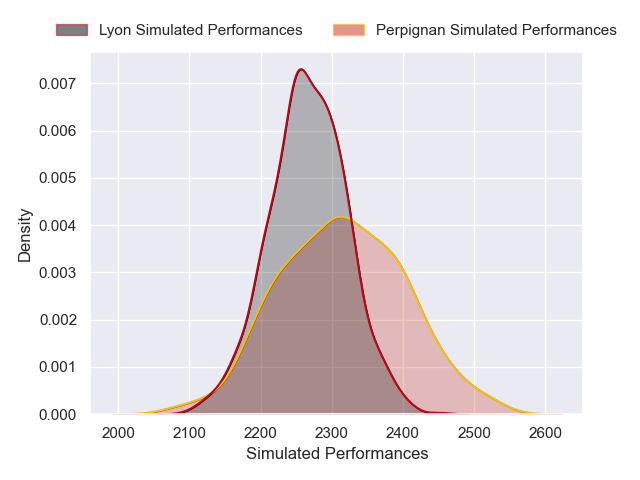 Lyon Simulated Performances Perpignan Simulated Performances
0.007
0.006
0.005
0.004
0.003
0.002
0.001
0.000
Density
2000 2100 2200 2300 2400 2500 2600
Simulated Performances